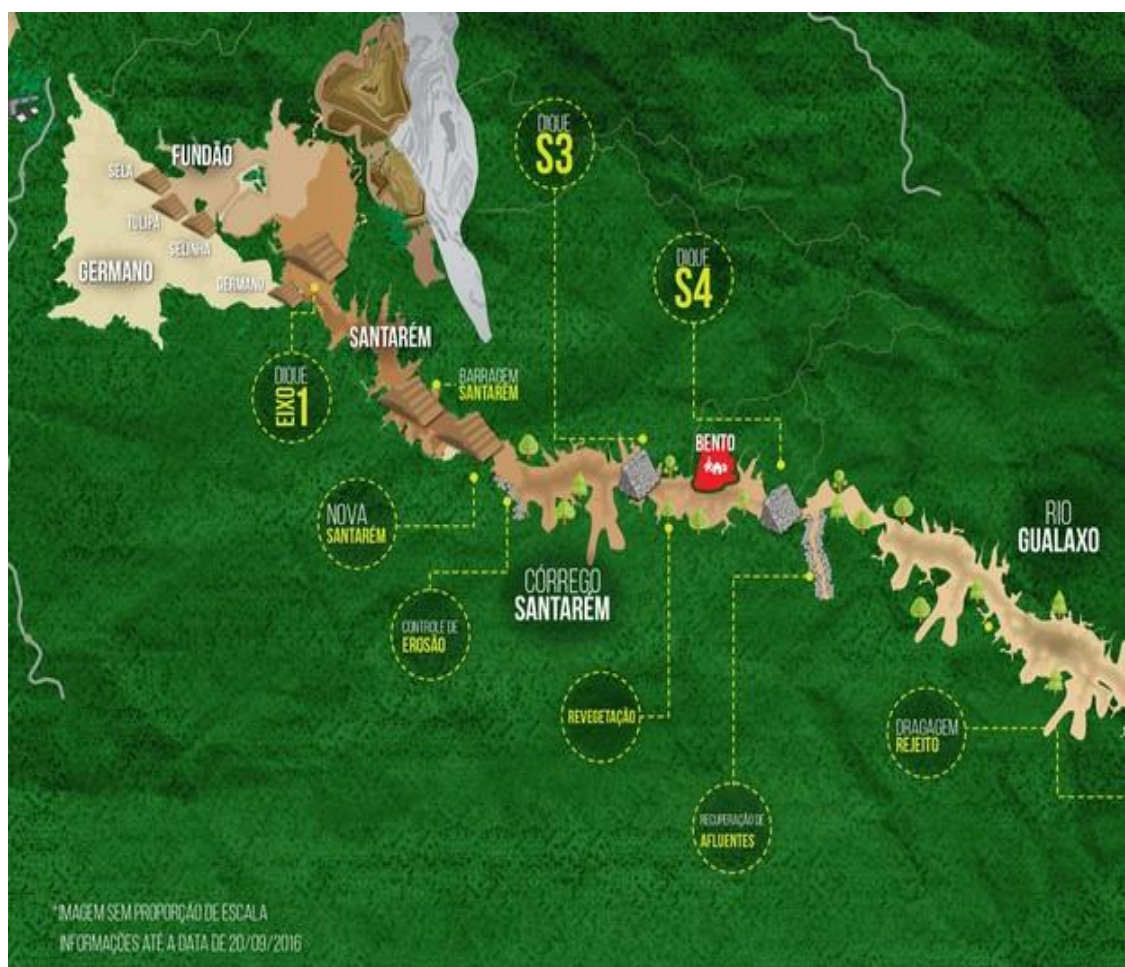 DIQUE
S3
FUNDÃO
SELA
TULIPA
SELINHA
GERMANO
GERMANO
DIQUE
S4
SANTARÉM
DIQUE
EIXO 1
BARRAGEM
SANTARÉM
BENTO
NOVA
SANTARÉM
RIO
GUALAXO
CÓRREGO
SANTARÉM
CONTROLE DE
EROSÃO
REVEGETAÇÃO
DRAGAGEM
REJEITO
RECUPERAÇÃO DE
AFLUENTES
*IMAGEM SEM PROPORÇÃO DE ESCALA
INFORMAÇÕES ATÉ A DATA DE 20/09/2016